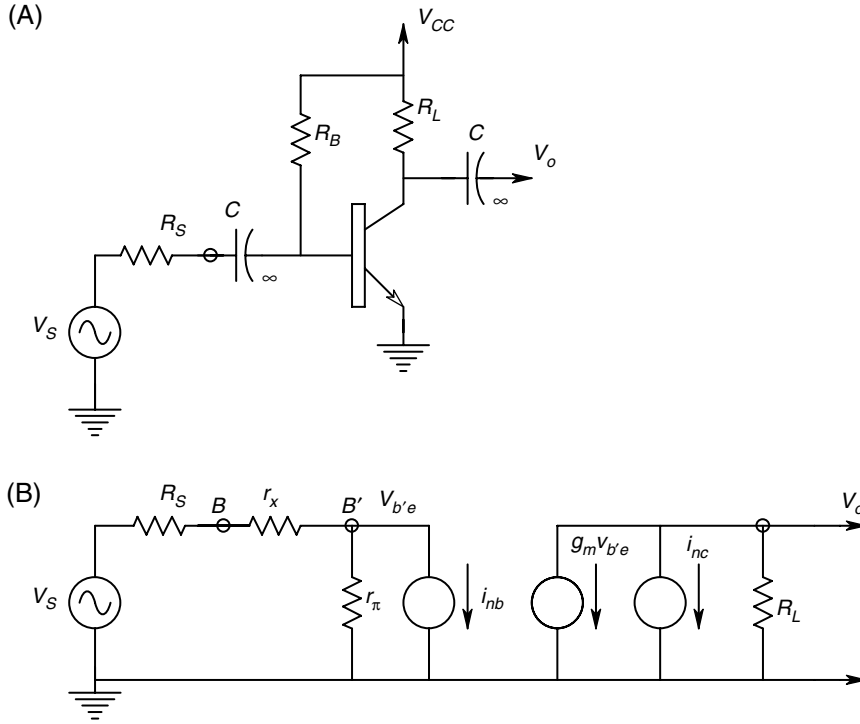 (A)
V_CC
R_L
R_B
C
V_o
∞
C
R_S
∞
V_S
(B)
R_S
B
r_x
B′
V_b′e
V_o
g_m v_b′e
i_nc
V_S
r_π
i_nb
R_L